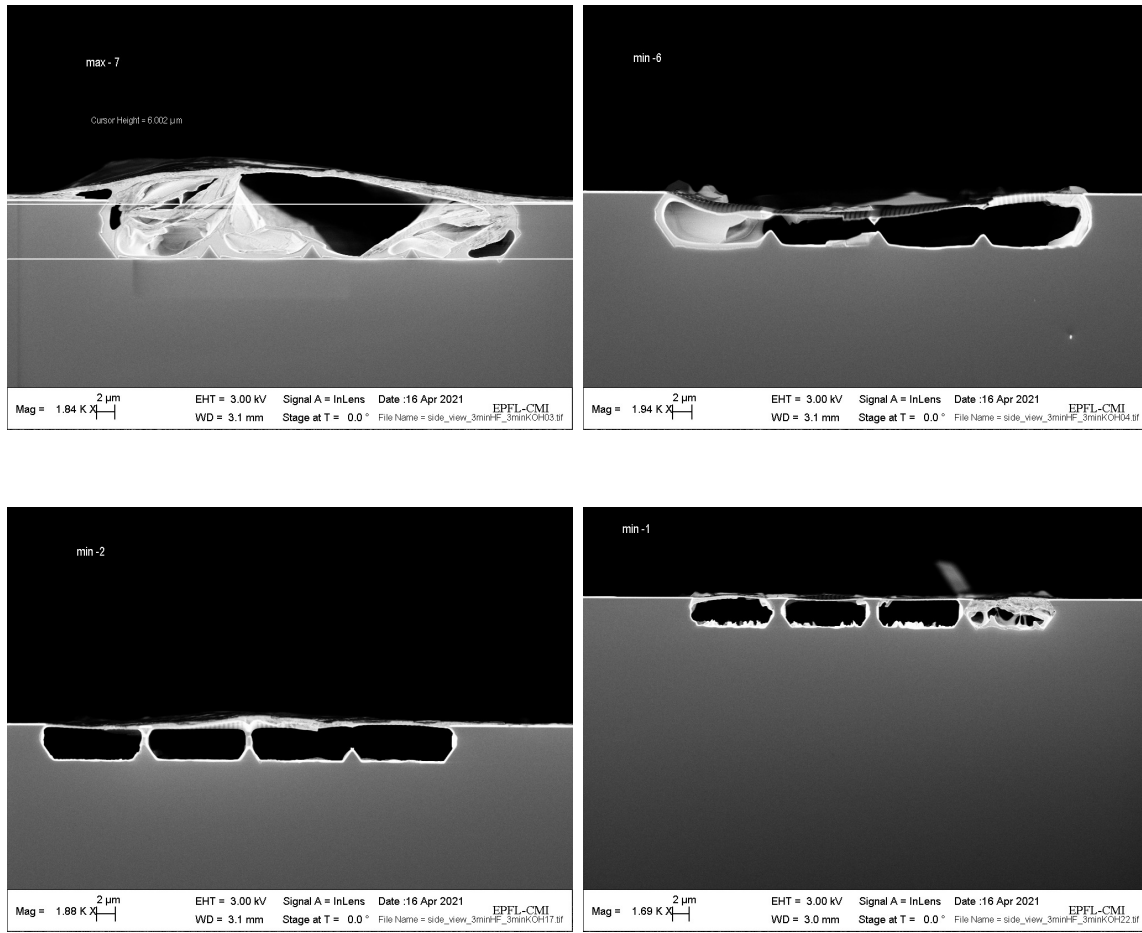 max - 7
Cursor Height = 6.002 µm
2 µm
Mag = 1.84 K X
EHT = 3.00 kV Signal A = InLens Date :16 Apr 2021
WD = 3.1 mm Stage at T = 0.0 ° File Name = side_view_3minHF_3minKOH03.tif
EPFL-CMI
min -6
2 µm
Mag = 1.94 K X
EHT = 3.00 kV Signal A = InLens Date :16 Apr 2021
WD = 3.1 mm Stage at T = 0.0 ° File Name = side_view_3minHF_3minKOH04.tif
EPFL-CMI
min -2
2 µm
Mag = 1.88 K X
EHT = 3.00 kV Signal A = InLens Date :16 Apr 2021
WD = 3.1 mm Stage at T = 0.0 ° File Name = side_view_3minHF_3minKOH17.tif
EPFL-CMI
min -1
2 µm
Mag = 1.69 K X
EHT = 3.00 kV Signal A = InLens Date :16 Apr 2021
WD = 3.0 mm Stage at T = 0.0 ° File Name = side_view_3minHF_3minKOH22.tif
EPFL-CMI